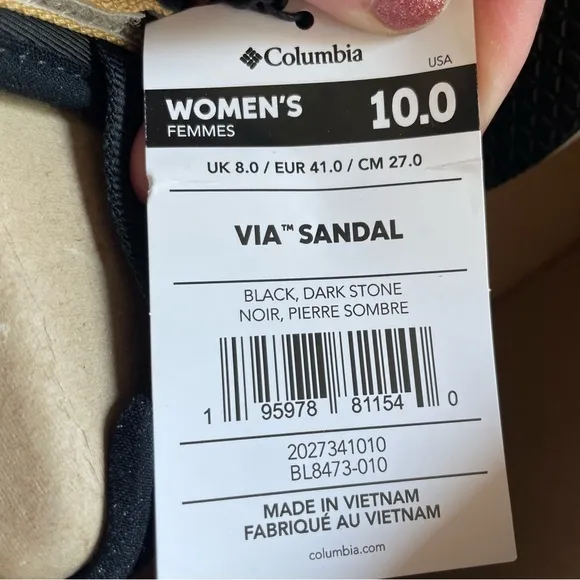 Columbia
USA
WOMEN'S 10.0
FEMMES
UK 8.0 / EUR 41.0 / CM 27.0
VIA™ SANDAL
BLACK, DARK STONE
NOIR, PIERRE SOMBRE
1 95978 81154 0
2027341010
BL8473-010
MADE IN VIETNAM
FABRIQUÉ AU VIETNAM
columbia.com